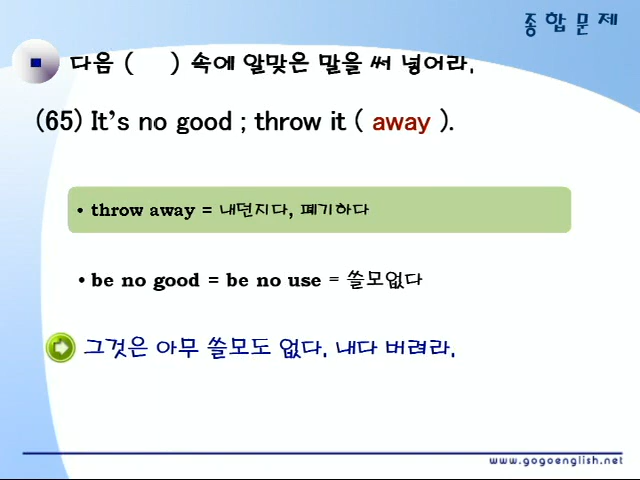 종합문제
다음 (    ) 속에 알맞은 말을 써 넣어라.
(65) It's no good ; throw it ( away ).
• throw away = 내던지다, 폐기하다
• be no good = be no use = 쓸모없다
그것은 아무 쓸모도 없다. 내다 버려라.
www.gogoenglish.net